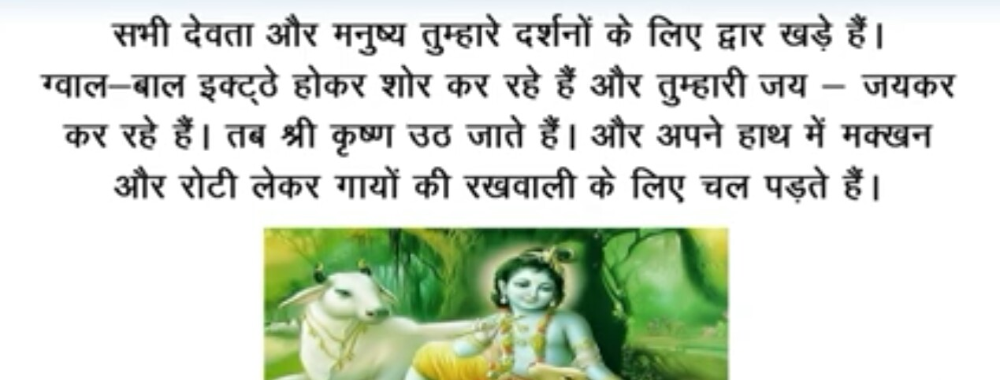 सभी देवता और मनुष्य तुम्हारे दर्शनों के लिए द्वार खड़े हैं।
ग्वाल–बाल इक्ट्ठे होकर शोर कर रहे हैं और तुम्हारी जय – जयकर
कर रहे हैं। तब श्री कृष्ण उठ जाते हैं। और अपने हाथ में मक्खन
और रोटी लेकर गायों की रखवाली के लिए चल पड़ते हैं।